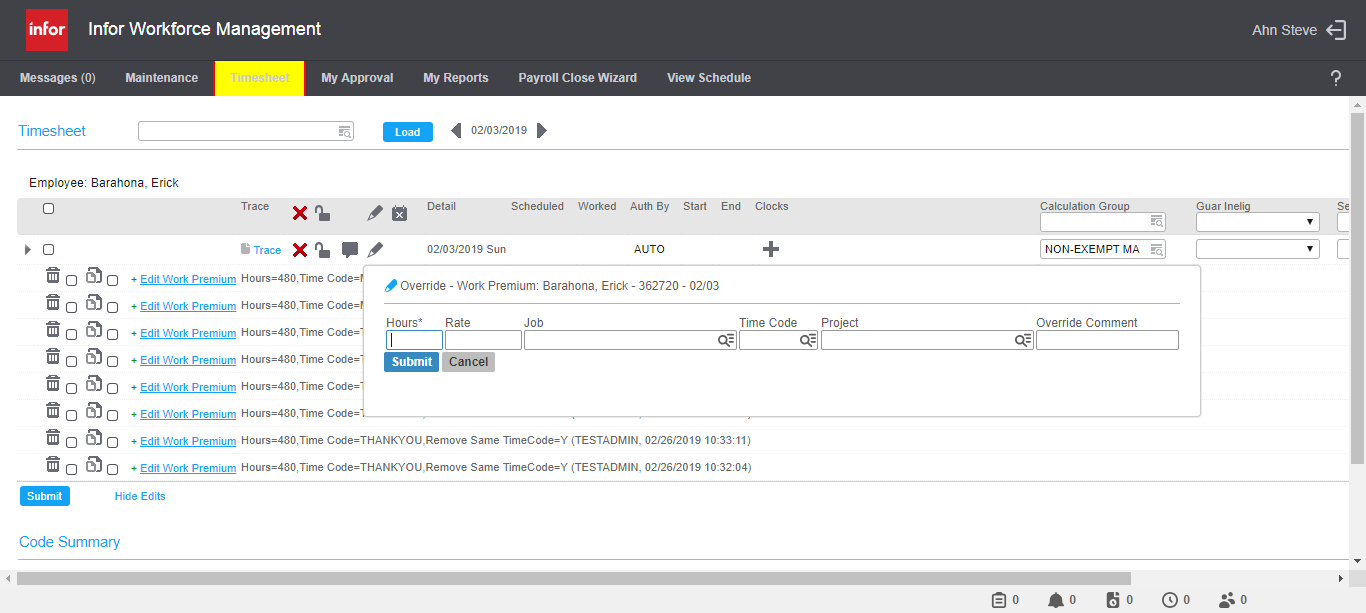 infor Infor Workforce Management Ahn Steve
Messages (0) Maintenance Timesheet My Approval My Reports Payroll Close Wizard View Schedule ?
Timesheet Load 02/03/2019
Employee: Barahona, Erick
Trace Detail Scheduled Worked Auth By Start End Clocks Calculation Group Guar Inelig Se
Trace 02/03/2019 Sun AUTO NON-EXEMPT MA
+ Edit Work Premium Hours=480,Time Code=
+ Edit Work Premium Hours=480,Time Code=
+ Edit Work Premium Hours=480,Time Code=T
+ Edit Work Premium Hours=480,Time Code=T
+ Edit Work Premium Hours=480,Time Code=T
+ Edit Work Premium Hours=480,Time Code=T
+ Edit Work Premium Hours=480,Time Code=THANKYOU,Remove Same TimeCode=Y (TESTADMIN, 02/26/2019 10:33:11)
+ Edit Work Premium Hours=480,Time Code=THANKYOU,Remove Same TimeCode=Y (TESTADMIN, 02/26/2019 10:32:04)
Override - Work Premium: Barahona, Erick - 362720 - 02/03
Hours* Rate Job Time Code Project Override Comment
Submit Cancel
Submit Hide Edits
Code Summary
0 0 0 0 0